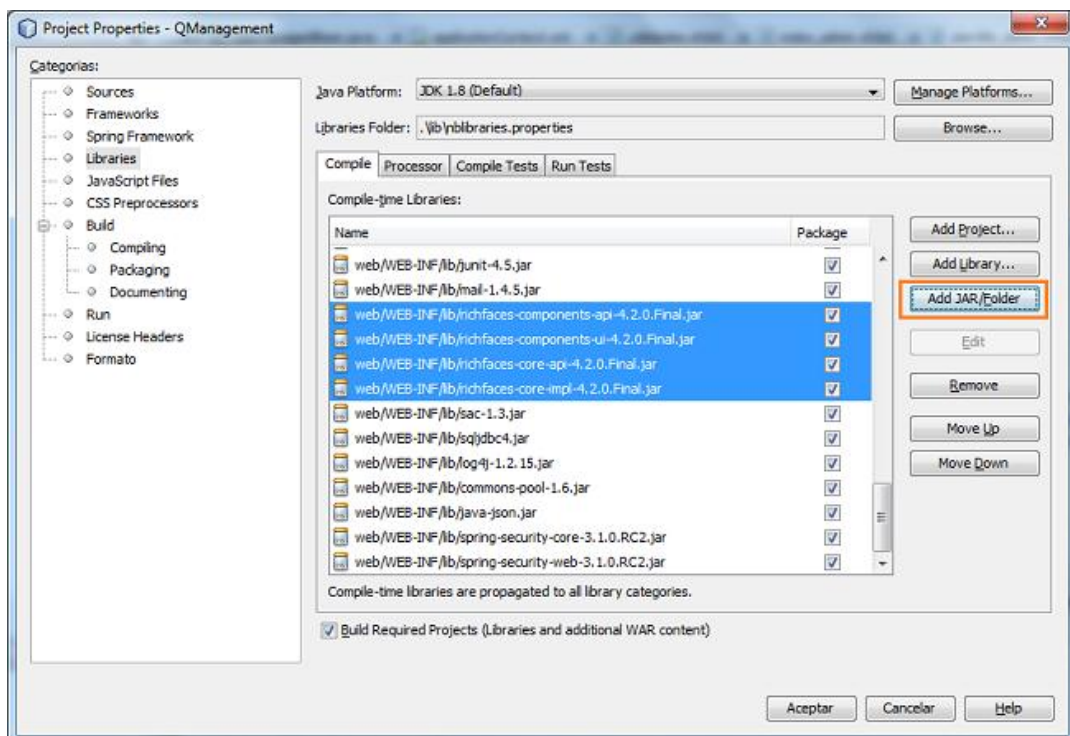 Project Properties - QManagement
Categorias:
Sources
Frameworks
Spring Framework
Libraries
JavaScript Files
CSS Preprocessors
Build
Compiling
Packaging
Documenting
Run
License Headers
Formato
Java Platform: JDK 1.8 (Default) Manage Platforms...
Libraries Folder: .\lib\nblibraries.properties Browse...
Compile Processor Compile Tests Run Tests
Compile-time Libraries:
Name Package
web/WEB-INF/lib/junit-4.5.jar
web/WEB-INF/lib/mail-1.4.5.jar
web/WEB-INF/lib/richfaces-components-api-4.2.0.Final.jar
web/WEB-INF/lib/richfaces-components-ui-4.2.0.Final.jar
web/WEB-INF/lib/richfaces-core-api-4.2.0.Final.jar
web/WEB-INF/lib/richfaces-core-impl-4.2.0.Final.jar
web/WEB-INF/lib/sac-1.3.jar
web/WEB-INF/lib/sqljdbc4.jar
web/WEB-INF/lib/log4j-1.2.15.jar
web/WEB-INF/lib/commons-pool-1.6.jar
web/WEB-INF/lib/java-json.jar
web/WEB-INF/lib/spring-security-core-3.1.0.RC2.jar
web/WEB-INF/lib/spring-security-web-3.1.0.RC2.jar
Add Project...
Add Library...
Add JAR/Folder
Edit
Remove
Move Up
Move Down
Compile-time libraries are propagated to all library categories.
Build Required Projects (Libraries and additional WAR content)
Aceptar Cancelar Help